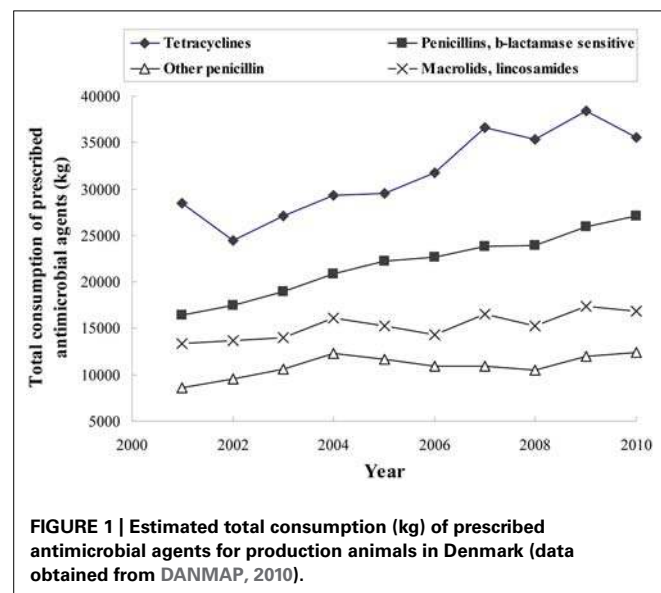 Tetracyclines
Penicillins, b-lactamase sensitive
Other penicillin
Macrolids, lincosamides
Total consumption of prescribed
antimicrobial agents (kg)
40000
35000
30000
25000
20000
15000
10000
5000
2000 2002 2004 2006 2008 2010
Year
FIGURE 1 | Estimated total consumption (kg) of prescribed
antimicrobial agents for production animals in Denmark (data
obtained from DANMAP, 2010).